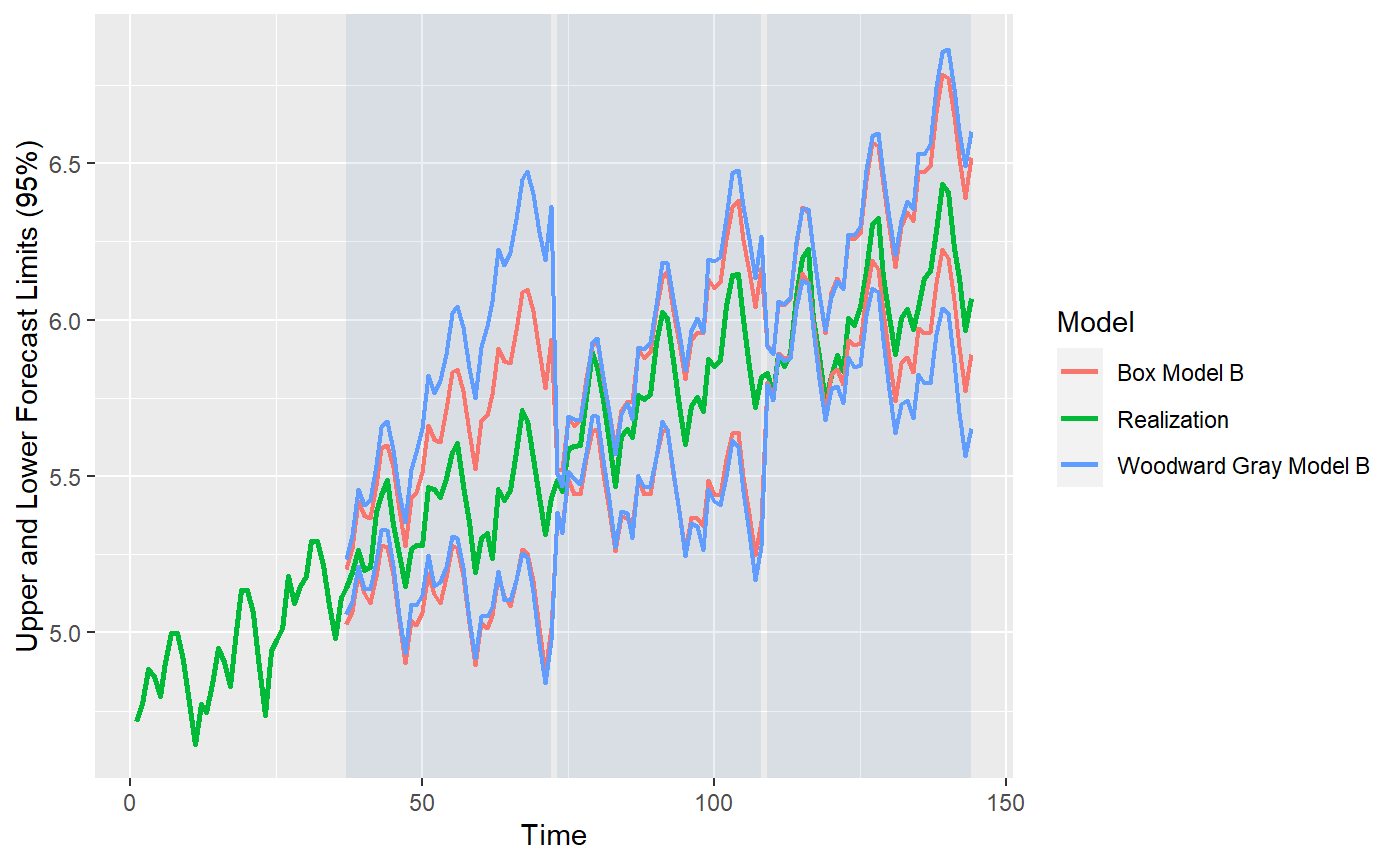 Upper and Lower Forecast Limits (95%)
6.5
6.0
5.5
5.0
0
50
100
150
Time
Model
Box Model B
Realization
Woodward Gray Model B